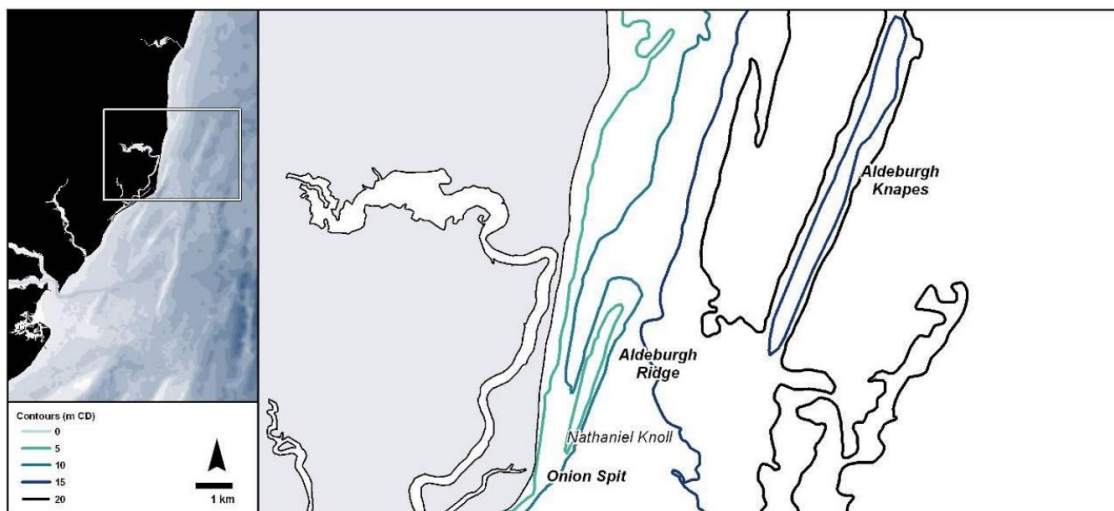 Aldeburgh
Knapes
Aldeburgh
Ridge
Nathaniel Knoll
Onion Spit
Contours (m CD)
0
5
10
15
20
1 km